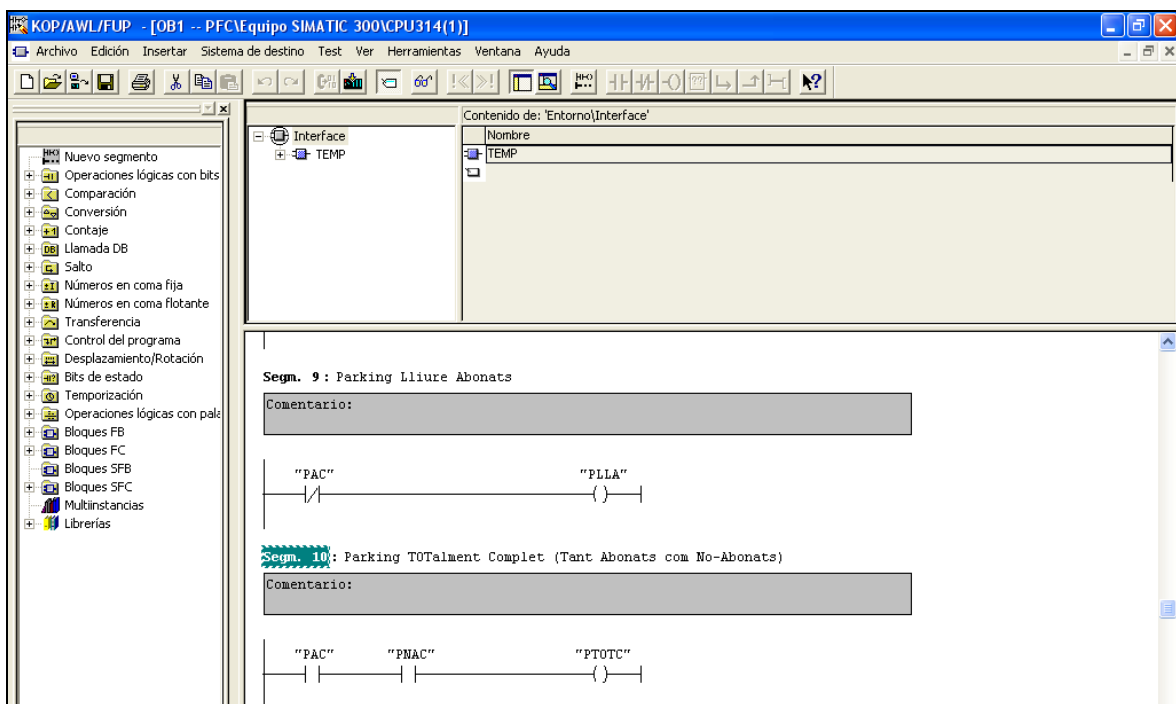 KOP/AWL/FUP - [OB1 -- PFC\Equipo SIMATIC 300\CPU314(1)]
Archivo Edición Insertar Sistema de destino Test Ver Herramientas Ventana Ayuda
Contenido de: 'Entorno\Interface'
Interface
TEMP
Nombre
TEMP
Nuevo segmento
Operaciones lógicas con bits
Comparación
Conversión
Contaje
Llamada DB
Salto
Números en coma fija
Números en coma flotante
Transferencia
Control del programa
Desplazamiento/Rotación
Bits de estado
Temporización
Operaciones lógicas con pala
Bloques FB
Bloques FC
Bloques SFB
Bloques SFC
Multiinstancias
Librerías
Segm. 9 : Parking Lliure Abonats
Comentario:
"PAC" "PLLA"
Segm. 10 : Parking TOTalment Complet (Tant Abonats com No-Abonats)
Comentario:
"PAC" "PNAC" "PTOTC"